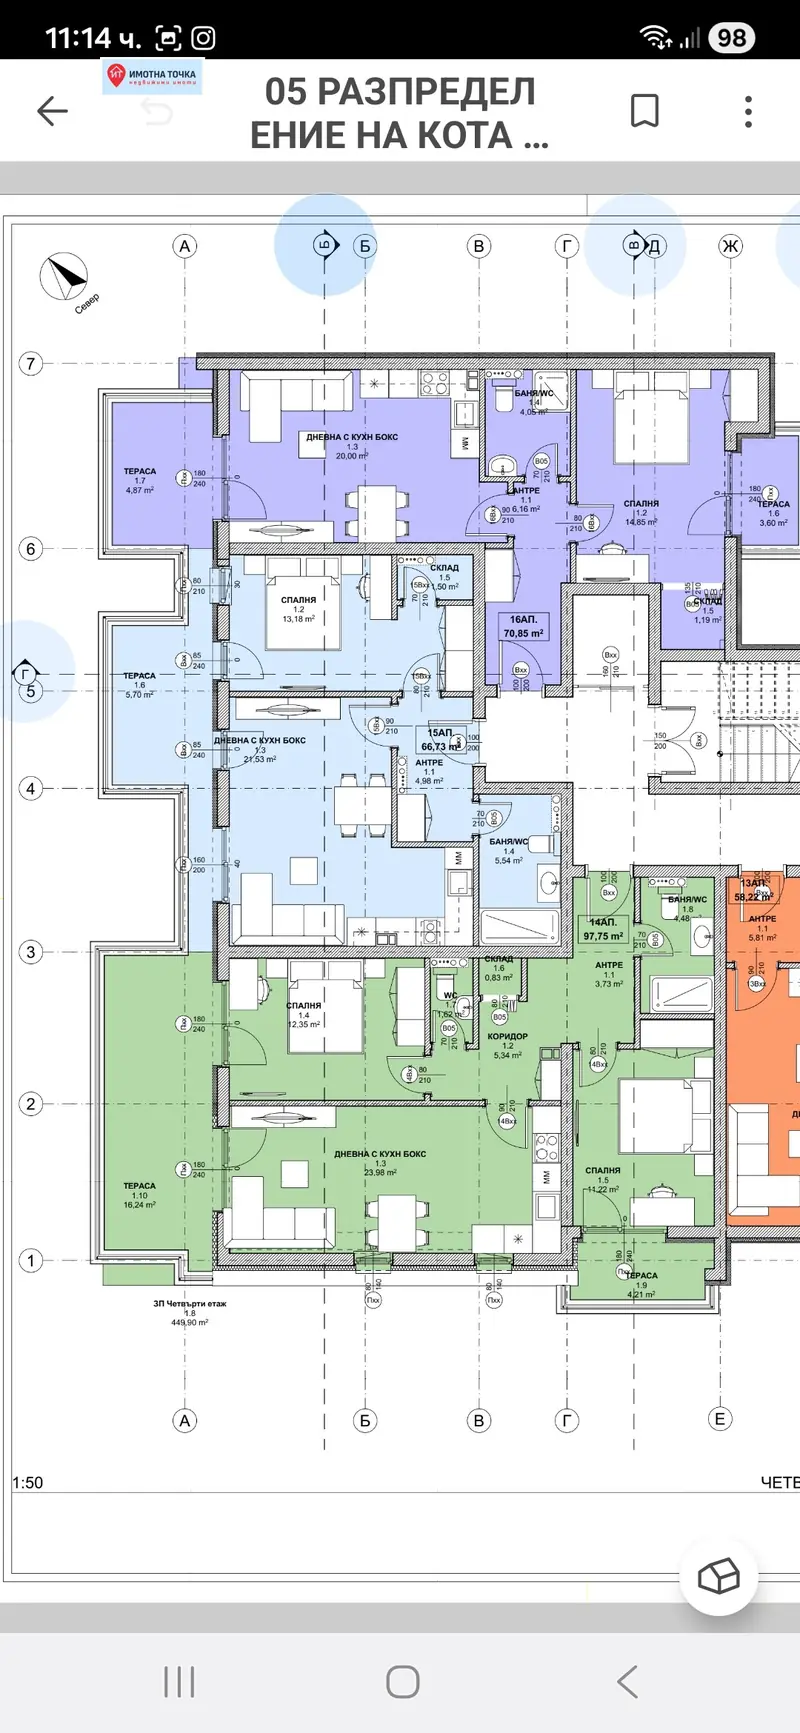 11:14 ч.
98
ИМОТНА ТОЧКА
недвижими имоти
05 РАЗПРЕДЕЛ
ЕНИЕ НА КОТА ...
Север
А
Б
Б
В
Г
В
Д
Ж
7
6
Г
5
4
3
2
1
ДНЕВНА С КУХН БОКС
1.3
20,00 m²
БАНЯ/WC
1.4
4,05 m²
ТЕРАСА
1.7
4,87 m²
АНТРЕ
1.1
6,16 m²
СПАЛНЯ
1.2
14,85 m²
ТЕРАСА
1.6
3,60 m²
СКЛАД
1.5
1,19 m²
16АП.
70,85 m²
СПАЛНЯ
1.2
13,18 m²
СКЛАД
1.5
1,50 m²
ТЕРАСА
1.6
5,70 m²
ДНЕВНА С КУХН БОКС
1.3
21,53 m²
15АП.
66,73 m²
АНТРЕ
1.1
4,98 m²
БАНЯ/WC
1.4
5,54 m²
14АП.
97,75 m²
БАНЯ/WC
1.8
4,48 m²
13АП.
58,22 m²
АНТРЕ
1.1
5,81 m²
АНТРЕ
1.1
3,73 m²
СКЛАД
1.6
0,83 m²
WC
1.7
1,62 m²
СПАЛНЯ
1.4
12,35 m²
КОРИДОР
1.2
5,34 m²
ДНЕВНА С КУХН БОКС
1.3
23,98 m²
СПАЛНЯ
1.5
11,22 m²
ТЕРАСА
1.10
16,24 m²
ТЕРАСА
1.9
4,21 m²
ЗП Четвърти етаж
1.8
449,90 m²
А
Б
В
Г
Е
1:50
ЧЕТВ